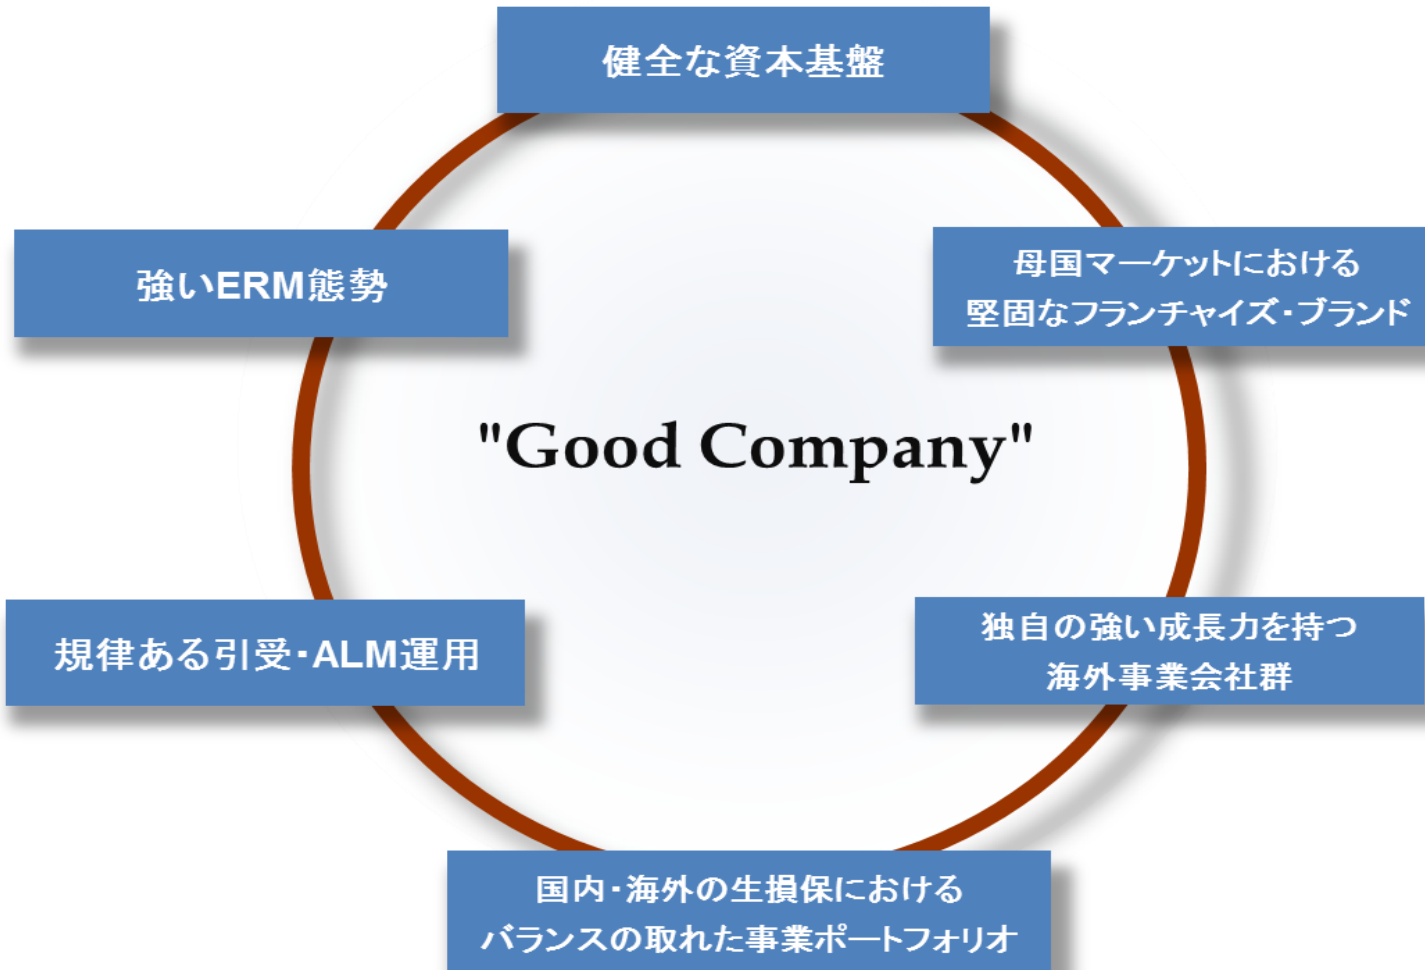 健全な資本基盤
強いERM態勢
母国マーケットにおける
堅固なフランチャイズ・ブランド
"Good Company"
規律ある引受・ALM運用
独自の強い成長力を持つ
海外事業会社群
国内・海外の生損保における
バランスの取れた事業ポートフォリオ